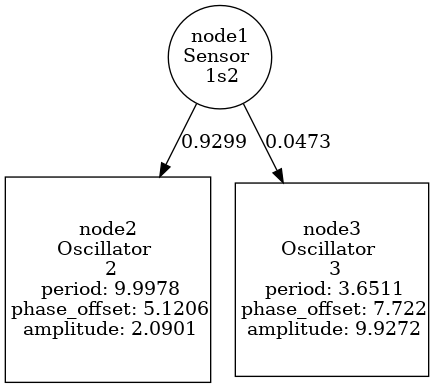 node1
Sensor
1s2
0.9299
0.0473
node2
Oscillator
2
period: 9.9978
phase_offset: 5.1206
amplitude: 2.0901
node3
Oscillator
3
period: 3.6511
phase_offset: 7.722
amplitude: 9.9272